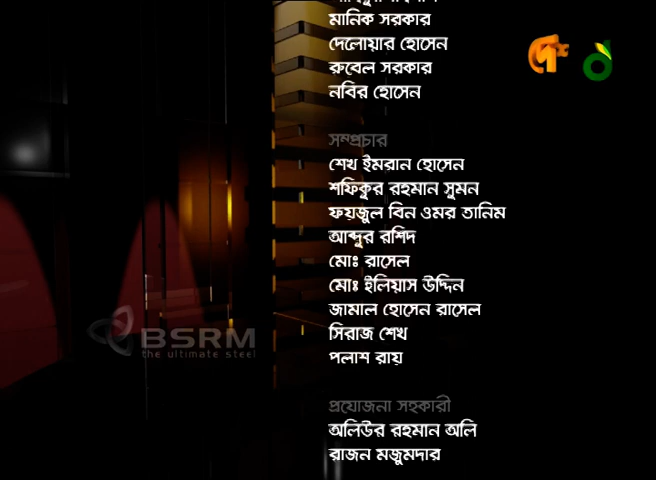 মানিক সরকার
দেলোয়ার হোসেন
রুবেল সরকার
নবির হোসেন
সম্প্রচার
শেখ ইমরান হোসেন
শফিকুর রহমান সুমন
ফয়জুল বিন ওমর তানিম
আব্দুর রশিদ
মোঃ রাসেল
মোঃ ইলিয়াস উদ্দিন
জামাল হোসেন রাসেল
সিরাজ শেখ
পলাশ রায়
প্রযোজনা সহকারী
অলিউর রহমান অলি
রাজন মজুমদার
BSRM
the ultimate steel